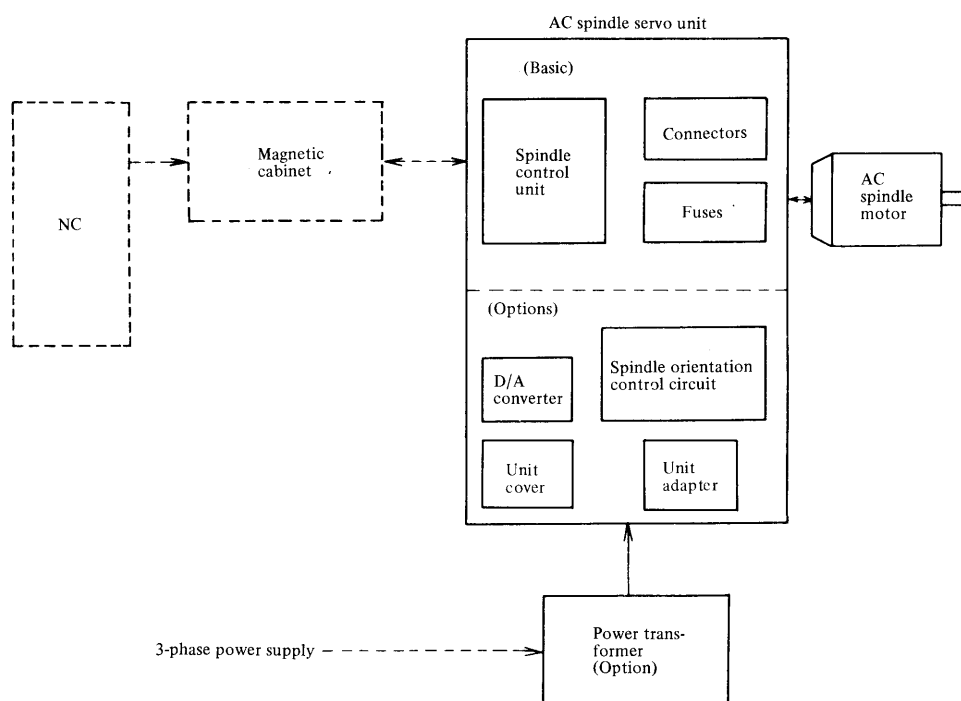 AC spindle servo unit
(Basic)
NC
Magnetic
cabinet
Spindle
control
unit
Connectors
Fuses
AC
spindle
motor
(Options)
D/A
converter
Spindle orientation
control circuit
Unit
cover
Unit
adapter
3-phase power supply
Power trans-
former
(Option)